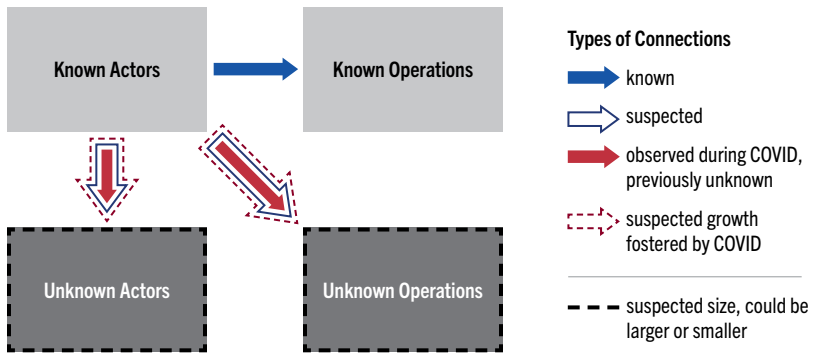 Known Actors
Known Operations
Unknown Actors
Unknown Operations
Types of Connections
known
suspected
observed during COVID,
previously unknown
suspected growth
fostered by COVID
suspected size, could be
larger or smaller